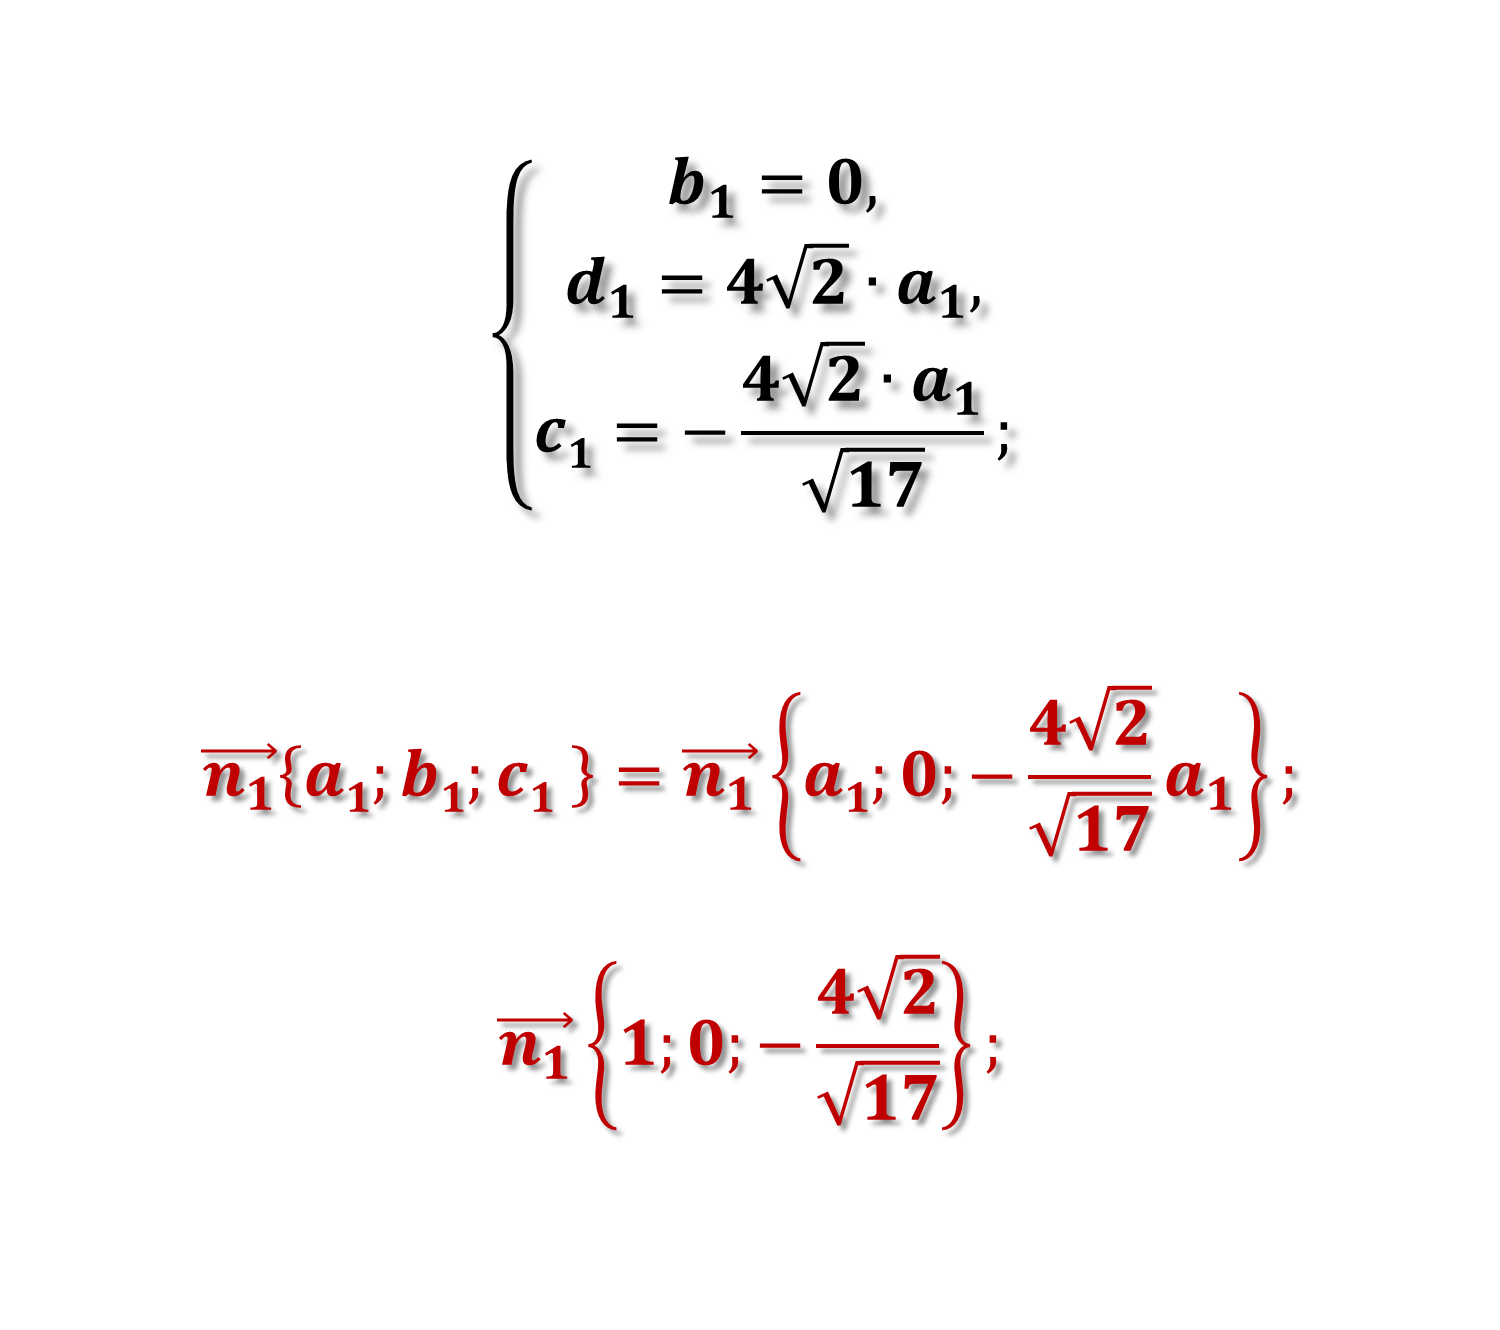 b₁ = 0,
d₁ = 4√2 · a₁,
c₁ = − (4√2 · a₁)/√17 ;
n₁⃗ {a₁; b₁; c₁ } = n₁⃗ {a₁; 0; − (4√2)/√17 a₁} ;
n₁⃗ {1; 0; − (4√2)/√17} ;